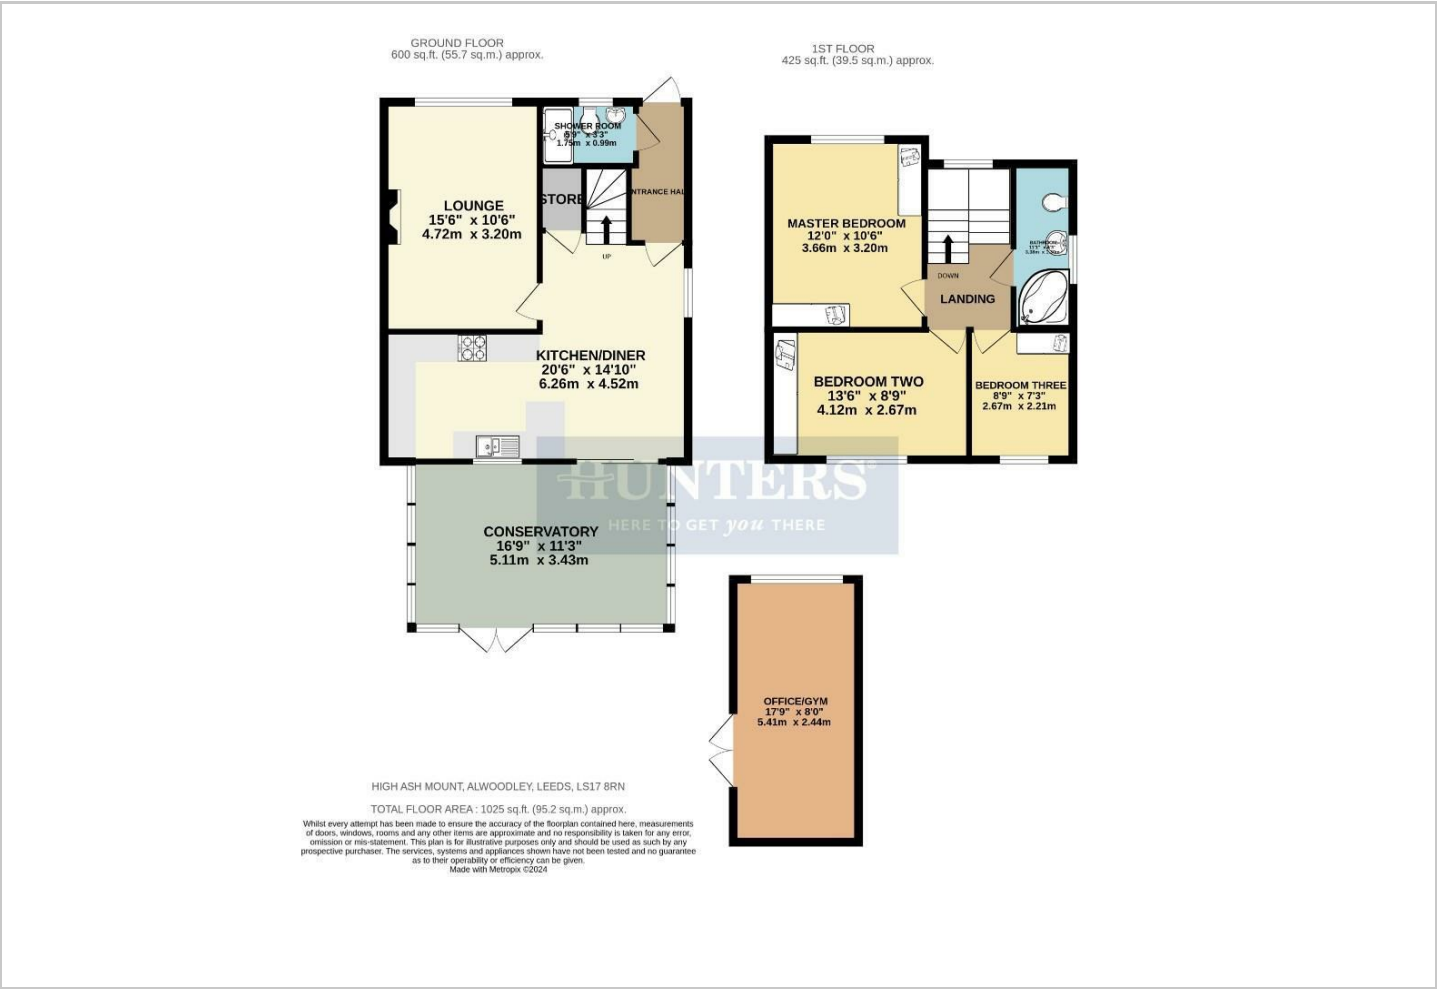 GROUND FLOOR
600 sq.ft. (55.7 sq.m.) approx.
1ST FLOOR
425 sq.ft. (39.5 sq.m.) approx.
SHOWER ROOM
5'9" x 3'3"
1.75m x 0.99m
STORE
NTRANCE HAL
LOUNGE
15'6" x 10'6"
4.72m x 3.20m
UP
KITCHEN/DINER
20'6" x 14'10"
6.26m x 4.52m
CONSERVATORY
16'9" x 11'3"
5.11m x 3.43m
MASTER BEDROOM
12'0" x 10'6"
3.66m x 3.20m
BATHROOM
DOWN
LANDING
BEDROOM TWO
13'6" x 8'9"
4.12m x 2.67m
BEDROOM THREE
8'9" x 7'3"
2.67m x 2.21m
HUNTERS®
HERE TO GET you THERE
OFFICE/GYM
17'9" x 8'0"
5.41m x 2.44m
HIGH ASH MOUNT, ALWOODLEY, LEEDS, LS17 8RN
TOTAL FLOOR AREA : 1025 sq.ft. (95.2 sq.m.) approx.
Whilst every attempt has been made to ensure the accuracy of the floorplan contained here, measurements
of doors, windows, rooms and any other items are approximate and no responsibility is taken for any error,
omission or mis-statement. This plan is for illustrative purposes only and should be used as such by any
prospective purchaser. The services, systems and appliances shown have not been tested and no guarantee
as to their operability or efficiency can be given.
Made with Metropix ©2024